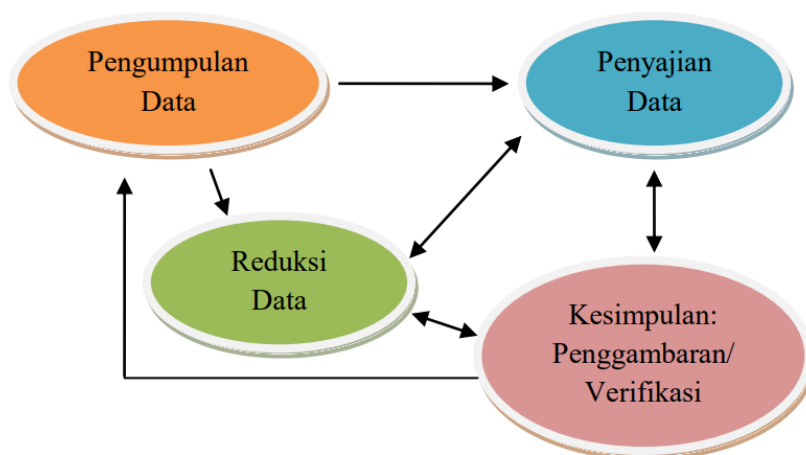 Pengumpulan
Data
Penyajian
Data
Reduksi
Data
Kesimpulan:
Penggambaran/
Verifikasi